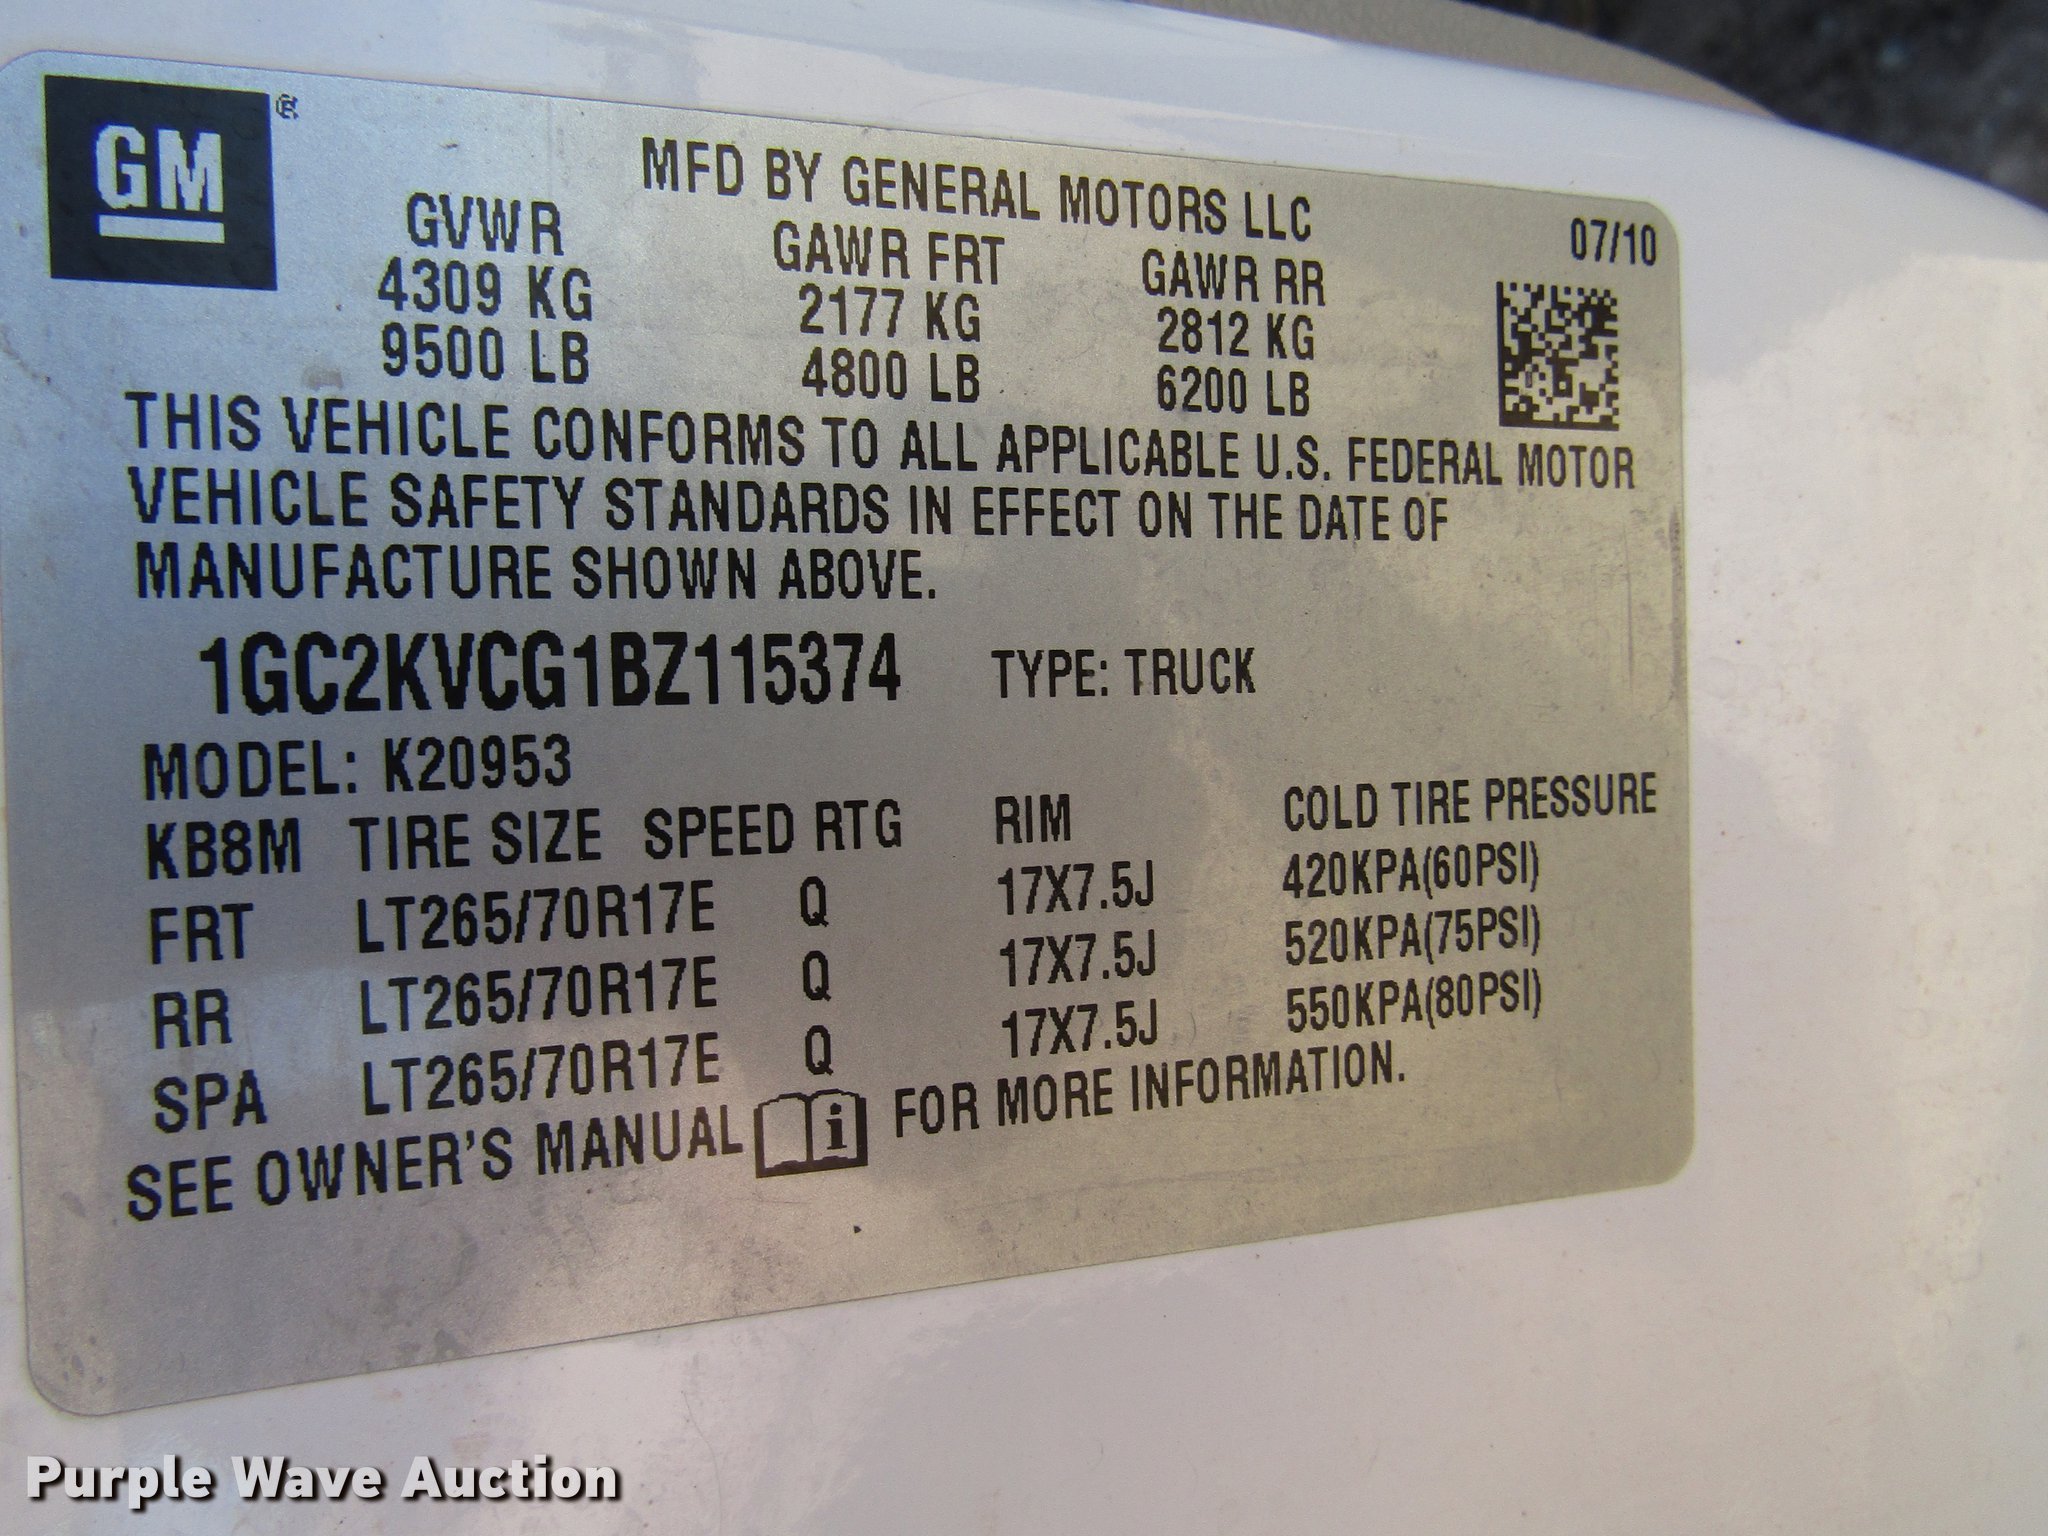 GM®
MFD BY GENERAL MOTORS LLC
07/10
GVWR GAWR FRT GAWR RR
4309 KG 2177 KG 2812 KG
9500 LB 4800 LB 6200 LB
THIS VEHICLE CONFORMS TO ALL APPLICABLE U.S. FEDERAL MOTOR
VEHICLE SAFETY STANDARDS IN EFFECT ON THE DATE OF
MANUFACTURE SHOWN ABOVE.
1GC2KVCG1BZ115374 TYPE: TRUCK
MODEL: K20953
KB8M TIRE SIZE SPEED RTG RIM COLD TIRE PRESSURE
FRT LT265/70R17E Q 17X7.5J 420KPA(60PSI)
RR LT265/70R17E Q 17X7.5J 520KPA(75PSI)
SPA LT265/70R17E Q 17X7.5J 550KPA(80PSI)
SEE OWNER'S MANUAL i FOR MORE INFORMATION.
Purple Wave Auction